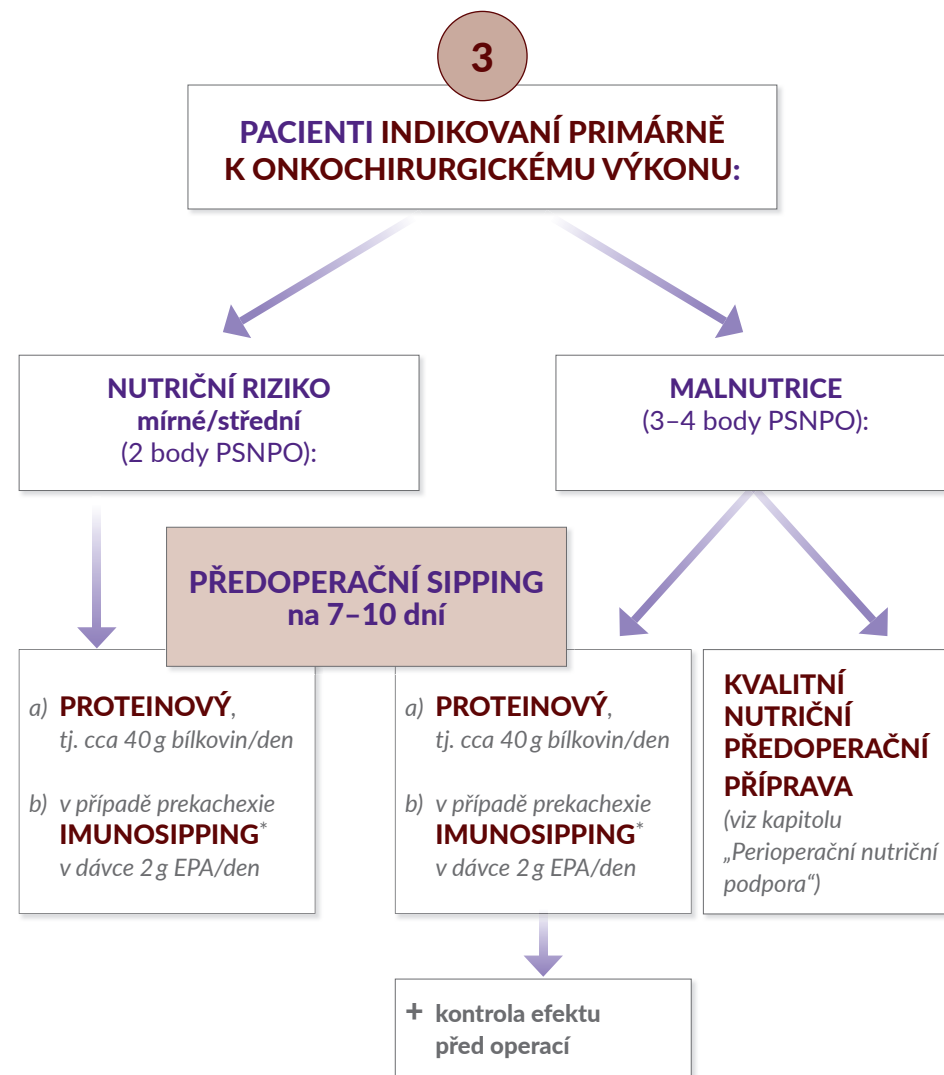 3
PACIENTI INDIKOVANÍ PRIMÁRNĚ
K ONKOCHIRURGICKÉMU VÝKONU:
NUTRIČNÍ RIZIKO
mírné/střední
(2 body PSNPO):
MALNUTRICE
(3–4 body PSNPO):
PŘEDOPERAČNÍ SIPPING
na 7–10 dní
a) PROTEINOVÝ,
tj. cca 40 g bílkovin/den
b) v případě prekachexie
IMUNOSIPPING*
v dávce 2 g EPA/den
a) PROTEINOVÝ,
tj. cca 40 g bílkovin/den
b) v případě prekachexie
IMUNOSIPPING*
v dávce 2 g EPA/den
KVALITNÍ
NUTRIČNÍ
PŘEDOPERAČNÍ
PŘÍPRAVA
(viz kapitolu
„Perioperační nutriční
podpora“)
+ kontrola efektu
před operací